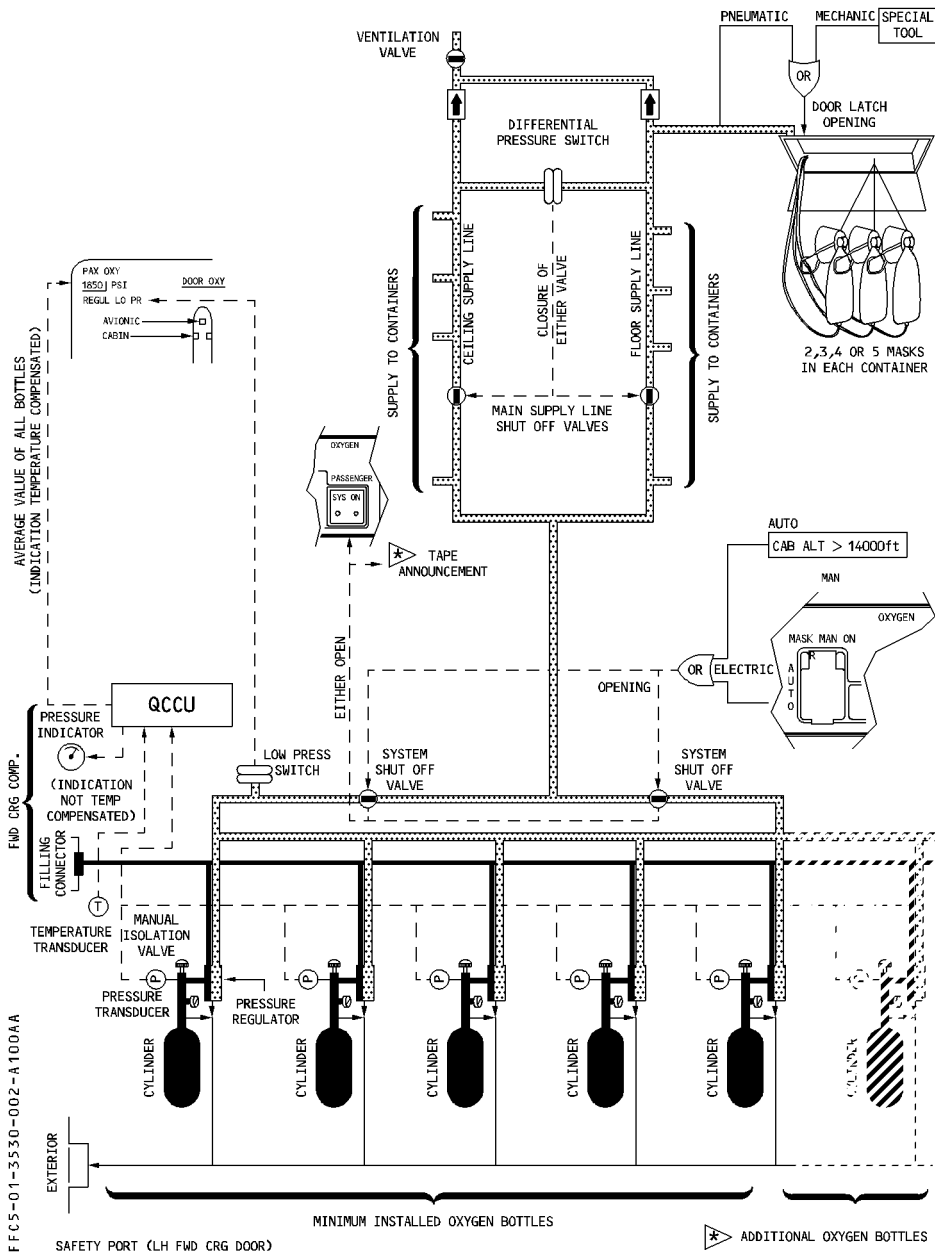 PNEUMATIC
MECHANIC
SPECIAL
TOOL
VENTILATION
VALVE
OR
DOOR LATCH
OPENING
DIFFERENTIAL
PRESSURE SWITCH
SUPPLY TO CONTAINERS
CEILING SUPPLY LINE
CLOSURE OF
EITHER VALVE
FLOOR SUPPLY LINE
SUPPLY TO CONTAINERS
2,3,4 OR 5 MASKS
IN EACH CONTAINER
PAX OXY
1850 PSI
DOOR OXY
REGUL LO PR
AVIONIC
CABIN
AVERAGE VALUE OF ALL BOTTLES
(INDICATION TEMPERATURE COMPENSATED)
MAIN SUPPLY LINE
SHUT OFF VALVES
OXYGEN
PASSENGER
SYS ON
* TAPE
ANNOUNCEMENT
AUTO
CAB ALT > 14000ft
MAN
OXYGEN
MASK MAN ON
R
AUTO
OR
ELECTRIC
OPENING
EITHER OPEN
QCCU
FWD CRG COMP.
PRESSURE
INDICATOR
(INDICATION
NOT TEMP
COMPENSATED)
LOW PRESS
SWITCH
SYSTEM
SHUT OFF
VALVE
SYSTEM
SHUT OFF
VALVE
FILLING
CONNECTOR
T
TEMPERATURE
TRANSDUCER
MANUAL
ISOLATION
VALVE
P
P
P
P
P
P
PRESSURE
TRANSDUCER
PRESSURE
REGULATOR
CYLINDER
CYLINDER
CYLINDER
CYLINDER
CYLINDER
CYLINDER
EXTERIOR
MINIMUM INSTALLED OXYGEN BOTTLES
SAFETY PORT (LH FWD CRG DOOR)
* ADDITIONAL OXYGEN BOTTLES
FFC5-01-3530-002-A100AA